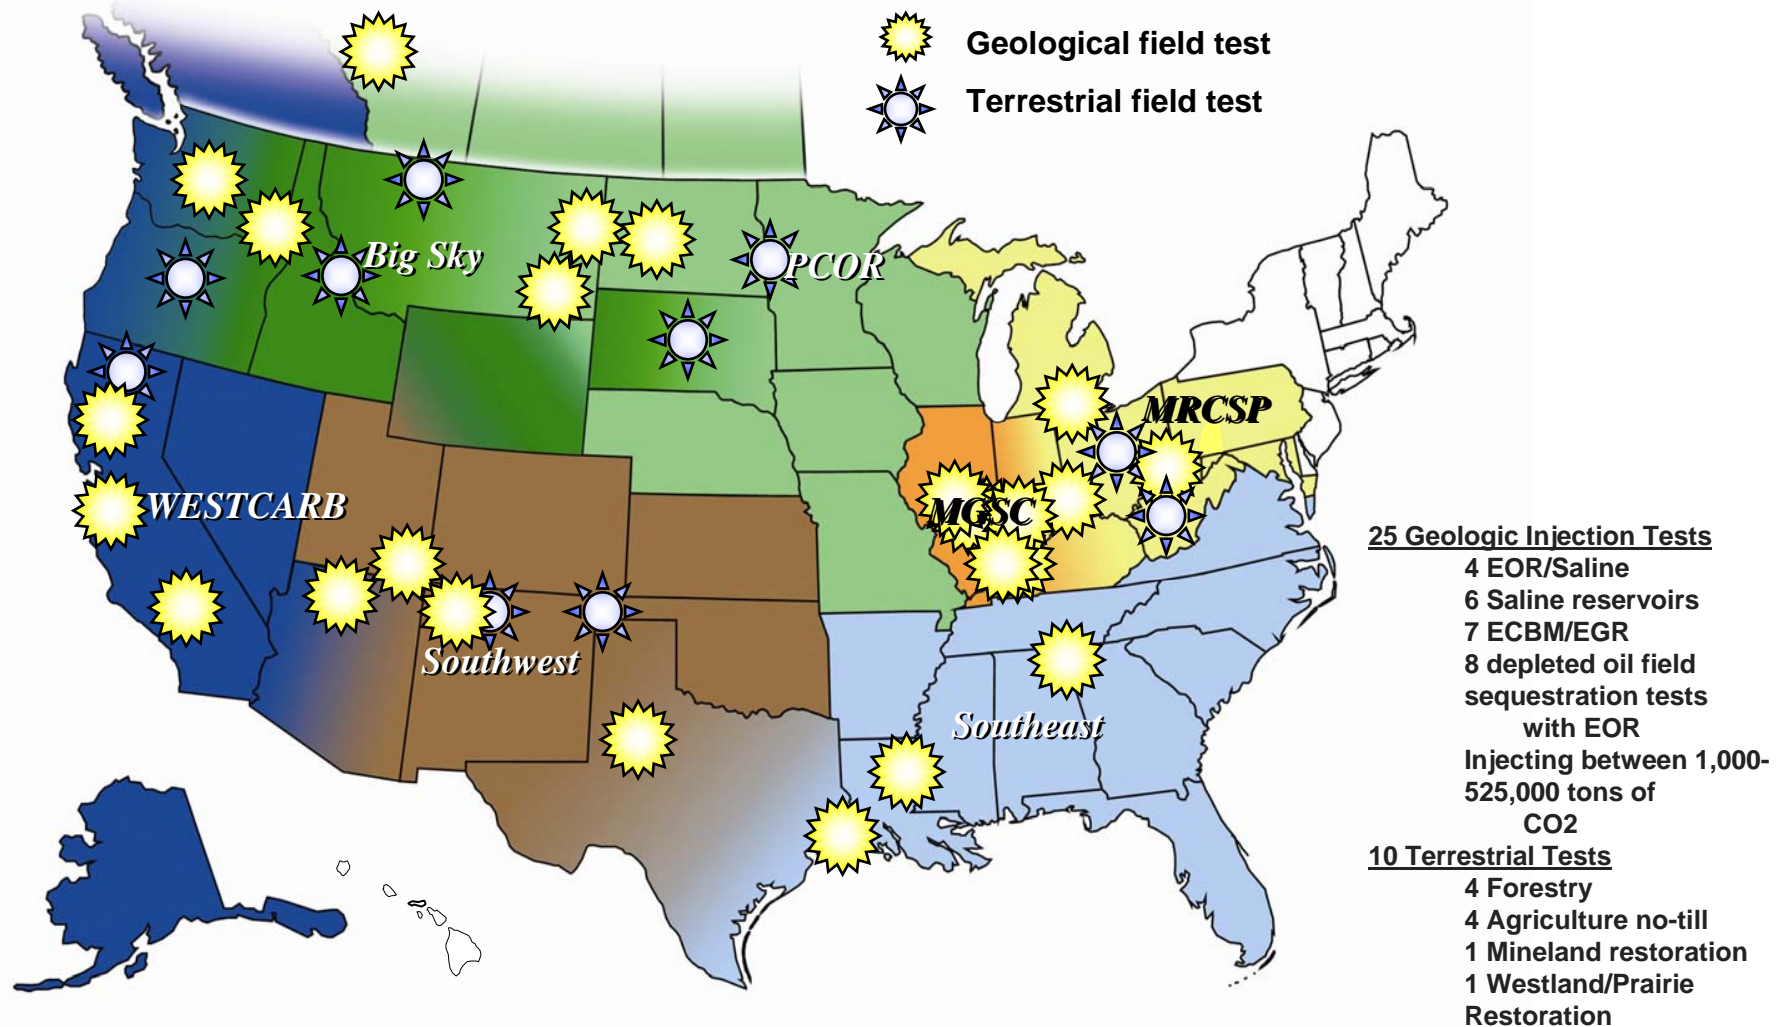 Geological field test
Terrestrial field test
Big Sky
PCOR
MRCSP
WESTCARB
MGSC
Southwest
Southeast
25 Geologic Injection Tests
4 EOR/Saline
6 Saline reservoirs
7 ECBM/EGR
8 depleted oil field
sequestration tests
with EOR
Injecting between 1,000-
525,000 tons of
CO2
10 Terrestrial Tests
4 Forestry
4 Agriculture no-till
1 Mineland restoration
1 Westland/Prairie
Restoration